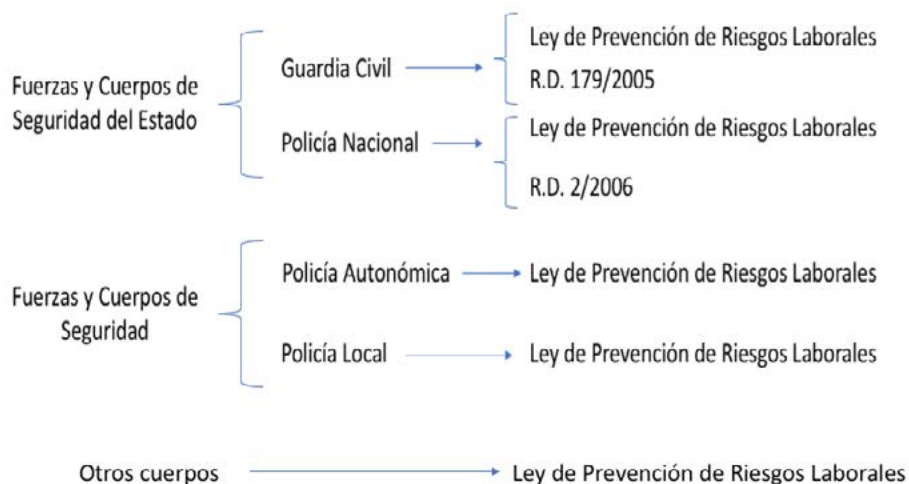 Fuerzas y Cuerpos de
Seguridad del Estado
Guardia Civil
Ley de Prevención de Riesgos Laborales
R.D. 179/2005
Policía Nacional
Ley de Prevención de Riesgos Laborales
R.D. 2/2006
Fuerzas y Cuerpos de
Seguridad
Policía Autonómica
Ley de Prevención de Riesgos Laborales
Policía Local
Ley de Prevención de Riesgos Laborales
Otros cuerpos
Ley de Prevención de Riesgos Laborales